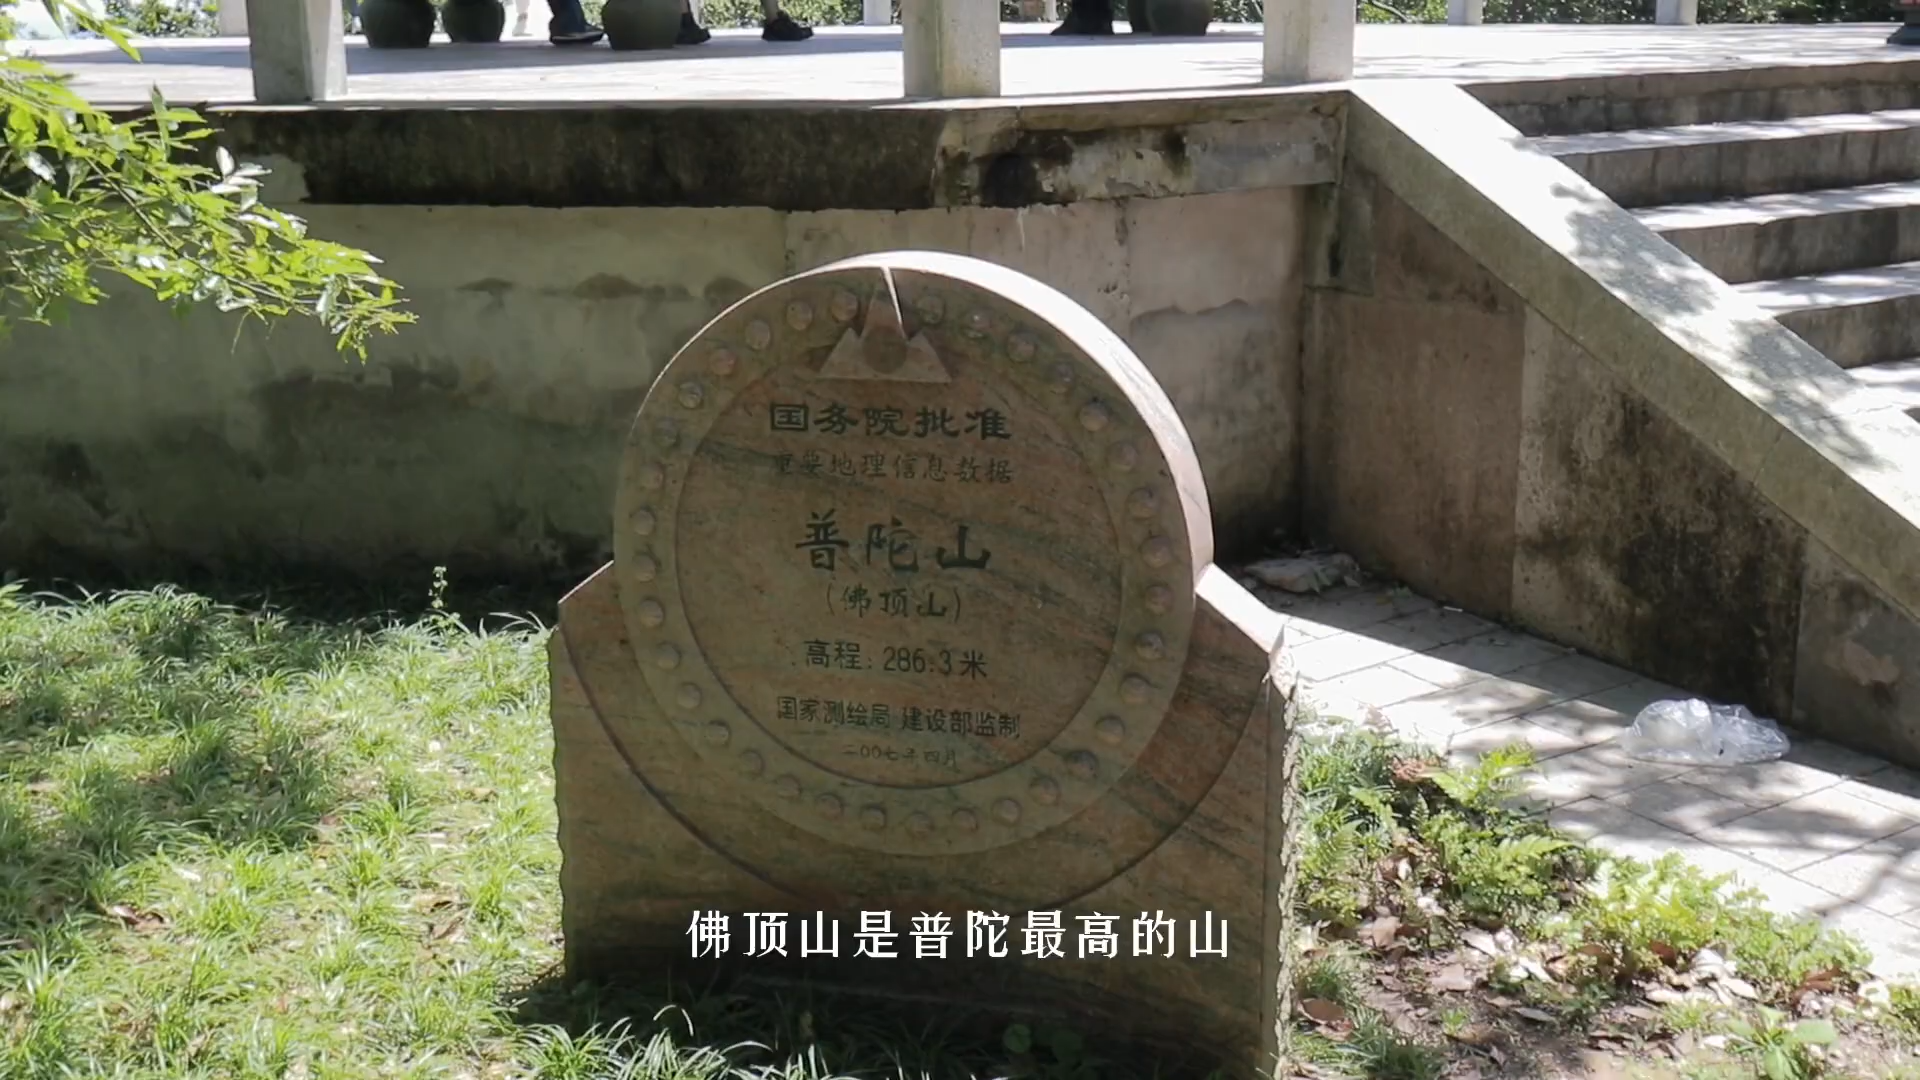 国务院批准
重要地理信息数据
普陀山
(佛顶山)
高程: 286.3米
国家测绘局 建设部监制
二〇〇七年四月
佛顶山是普陀最高的山